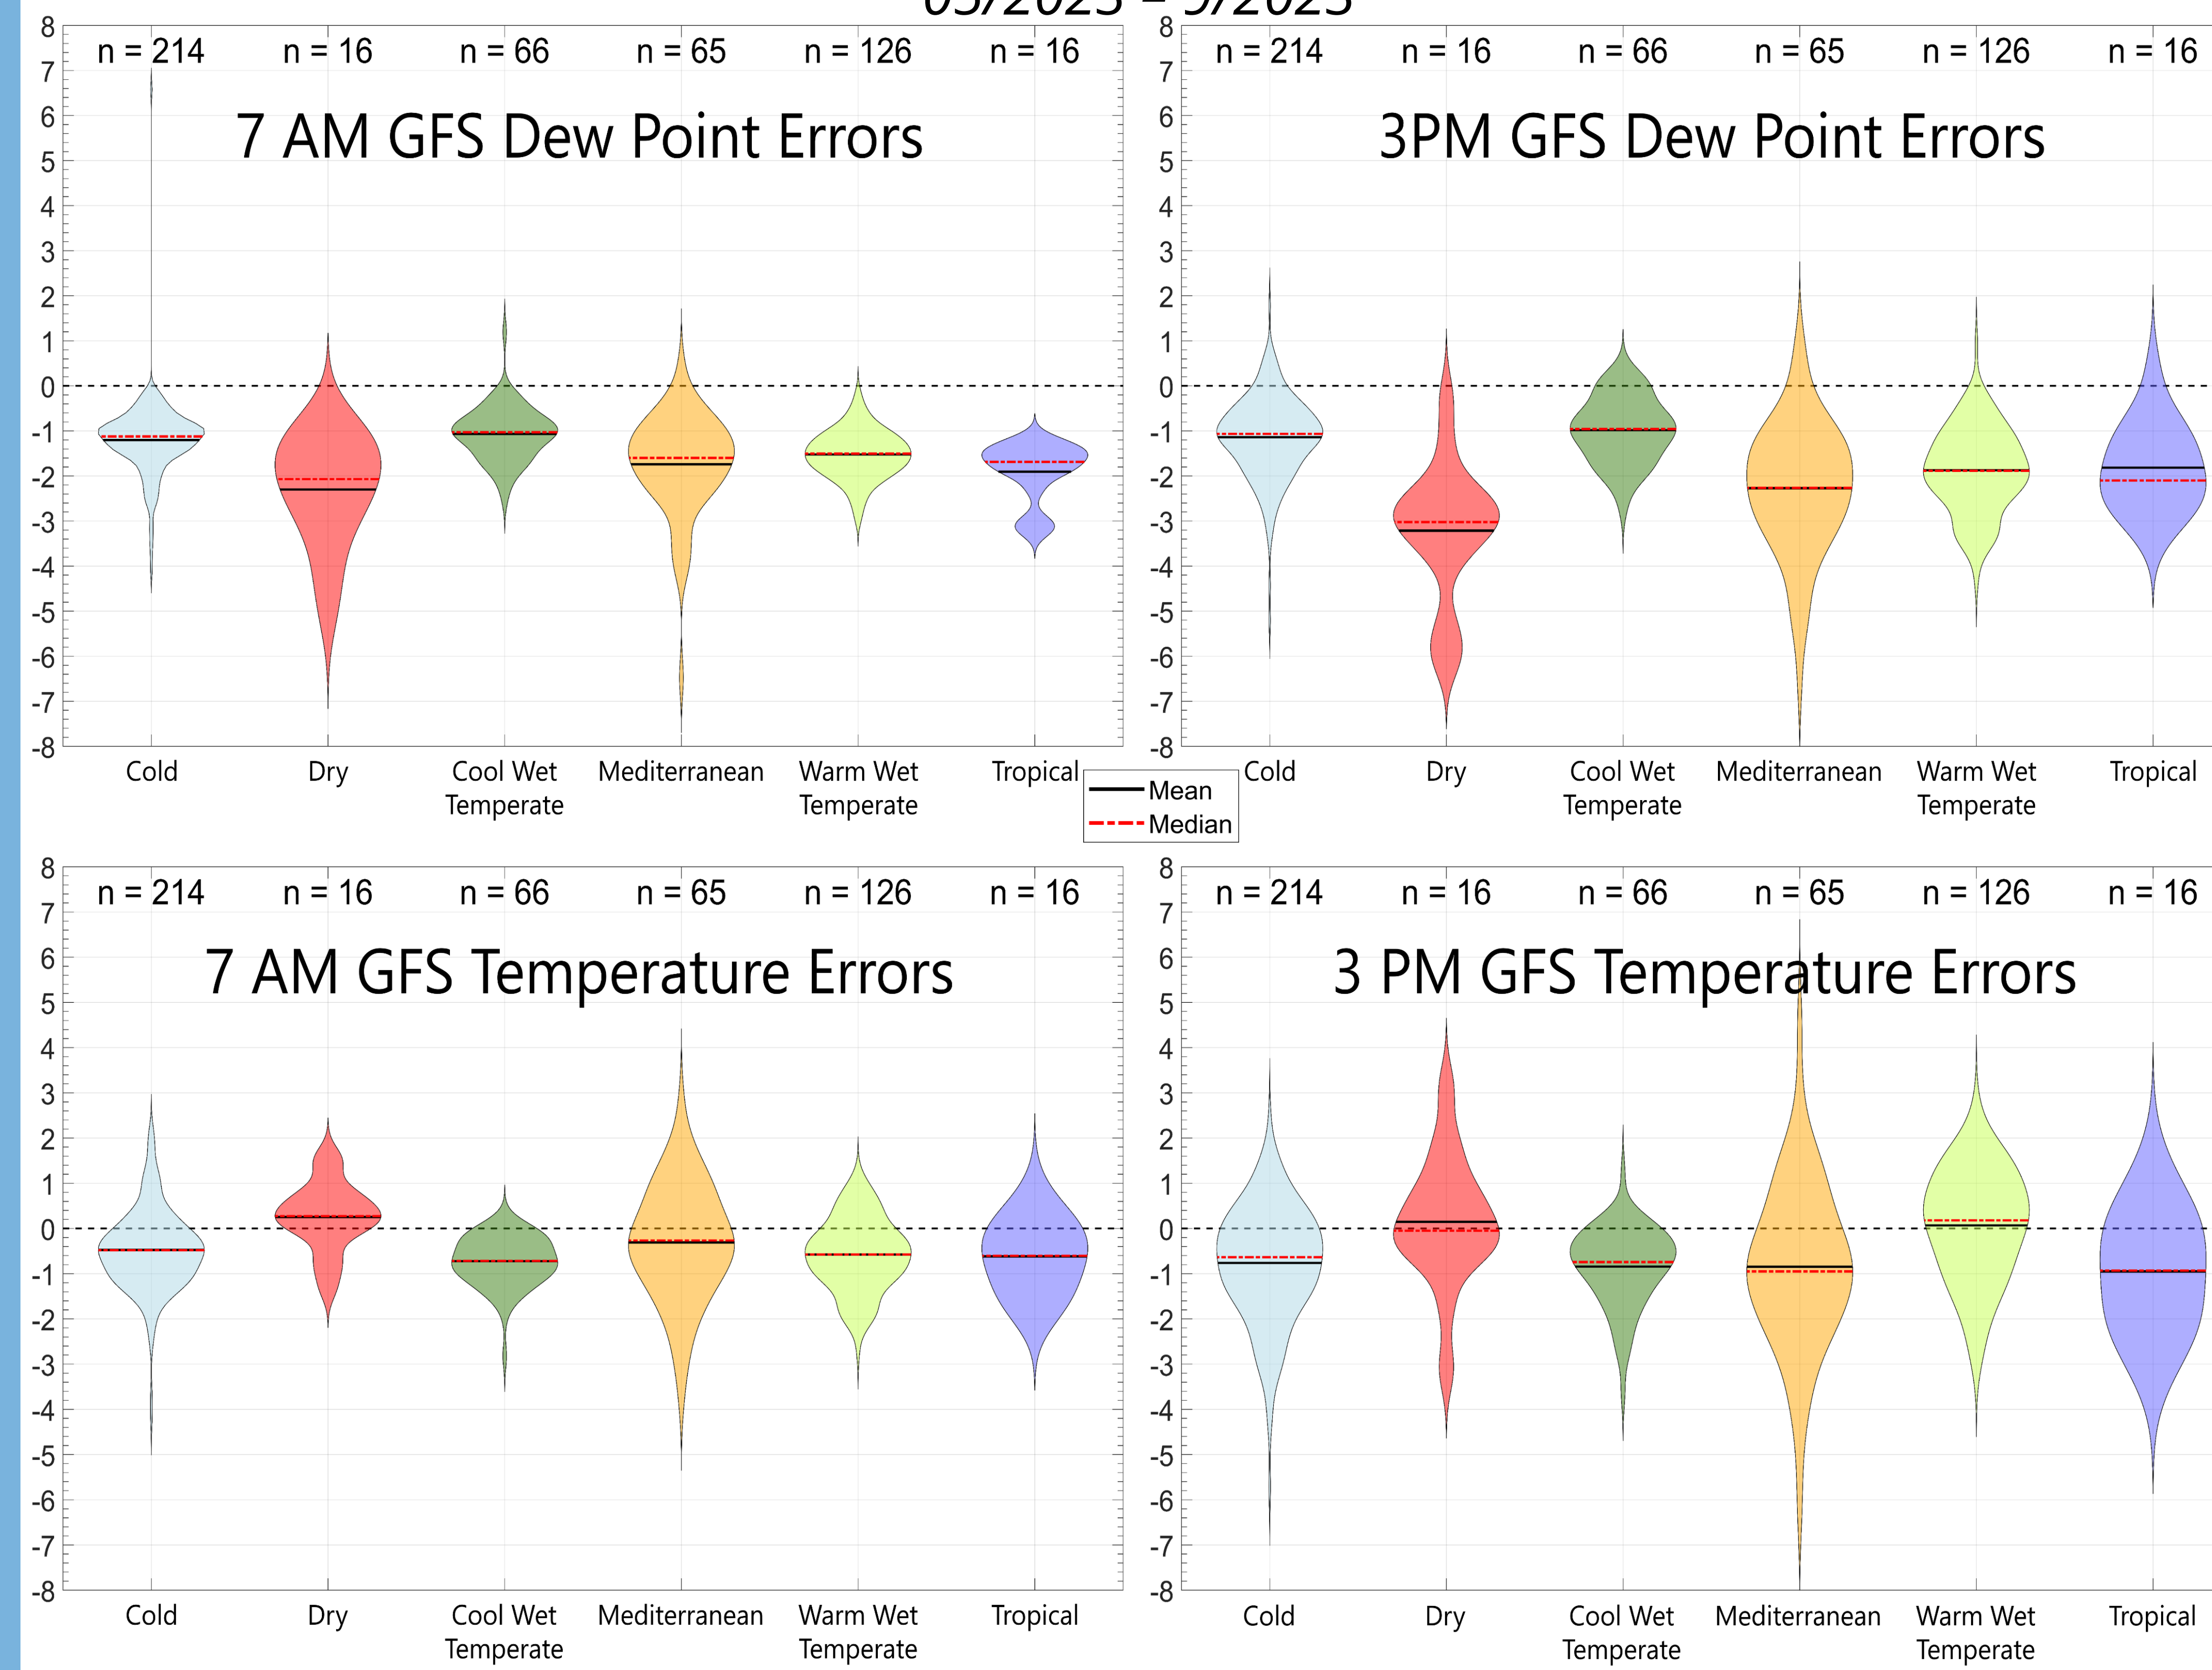 8 7 6 5 4 3 2 1 0 -1 -2 -3 -4 -5 -6 -7 -8
n = 214 n = 16 n = 66 n = 65 n = 126 n = 16
7 AM GFS Dew Point Errors
Cold Dry Cool Wet Mediterranean Warm Wet Tropical
Temperate Temperate
8 7 6 5 4 3 2 1 0 -1 -2 -3 -4 -5 -6 -7 -8
n = 214 n = 16 n = 66 n = 65 n = 126 n = 16
3PM GFS Dew Point Errors
Cold Dry Cool Wet Mediterranean Warm Wet Tropical
Temperate Temperate
Mean
Median
8 7 6 5 4 3 2 1 0 -1 -2 -3 -4 -5 -6 -7 -8
n = 214 n = 16 n = 66 n = 65 n = 126 n = 16
7 AM GFS Temperature Errors
Cold Dry Cool Wet Mediterranean Warm Wet Tropical
Temperate Temperate
8 7 6 5 4 3 2 1 0 -1 -2 -3 -4 -5 -6 -7 -8
n = 214 n = 16 n = 66 n = 65 n = 126 n = 16
3 PM GFS Temperature Errors
Cold Dry Cool Wet Mediterranean Warm Wet Tropical
Temperate Temperate